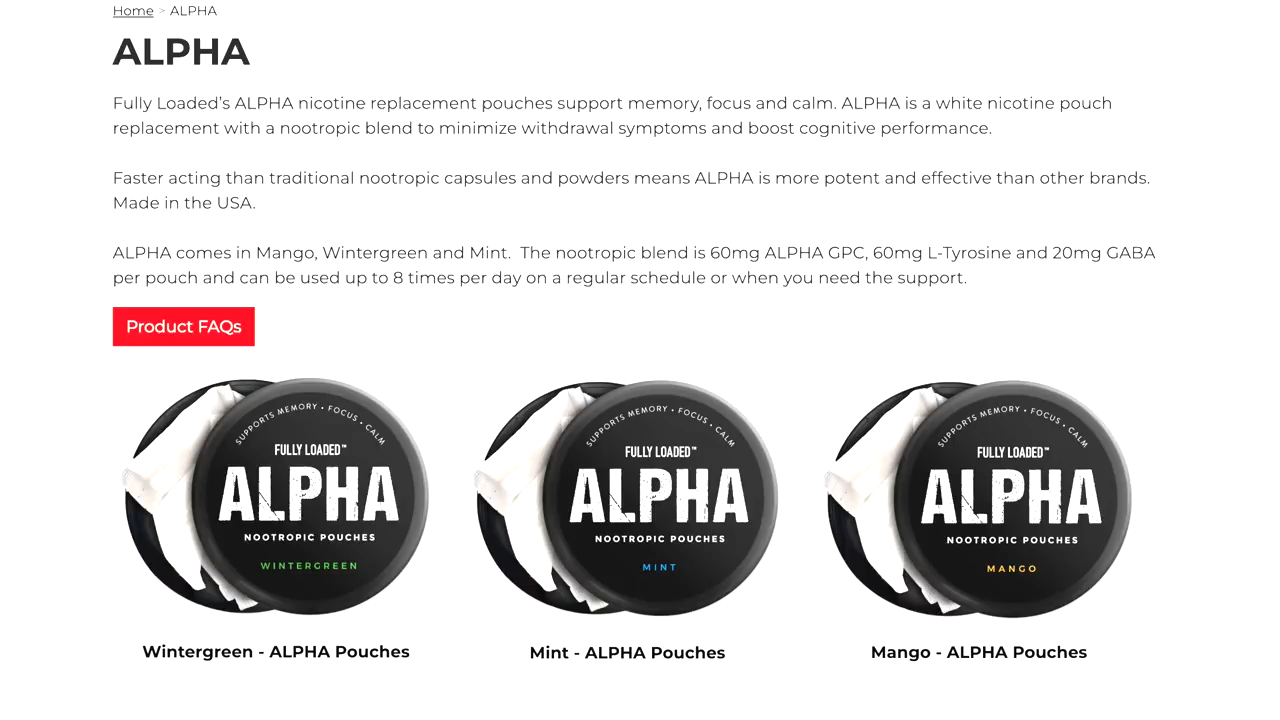 Home > ALPHA
ALPHA
Fully Loaded’s ALPHA nicotine replacement pouches support memory, focus and calm. ALPHA is a white nicotine pouch
replacement with a nootropic blend to minimize withdrawal symptoms and boost cognitive performance.
Faster acting than traditional nootropic capsules and powders means ALPHA is more potent and effective than other brands.
Made in the USA.
ALPHA comes in Mango, Wintergreen and Mint.  The nootropic blend is 60mg ALPHA GPC, 60mg L-Tyrosine and 20mg GABA
per pouch and can be used up to 8 times per day on a regular schedule or when you need the support.
Product FAQs
SUPPORTS MEMORY • FOCUS • CALM
FULLY LOADED™
ALPHA
NOOTROPIC POUCHES
WINTERGREEN
SUPPORTS MEMORY • FOCUS • CALM
FULLY LOADED™
ALPHA
NOOTROPIC POUCHES
MINT
SUPPORTS MEMORY • FOCUS • CALM
FULLY LOADED™
ALPHA
NOOTROPIC POUCHES
MANGO
Wintergreen - ALPHA Pouches
Mint - ALPHA Pouches
Mango - ALPHA Pouches